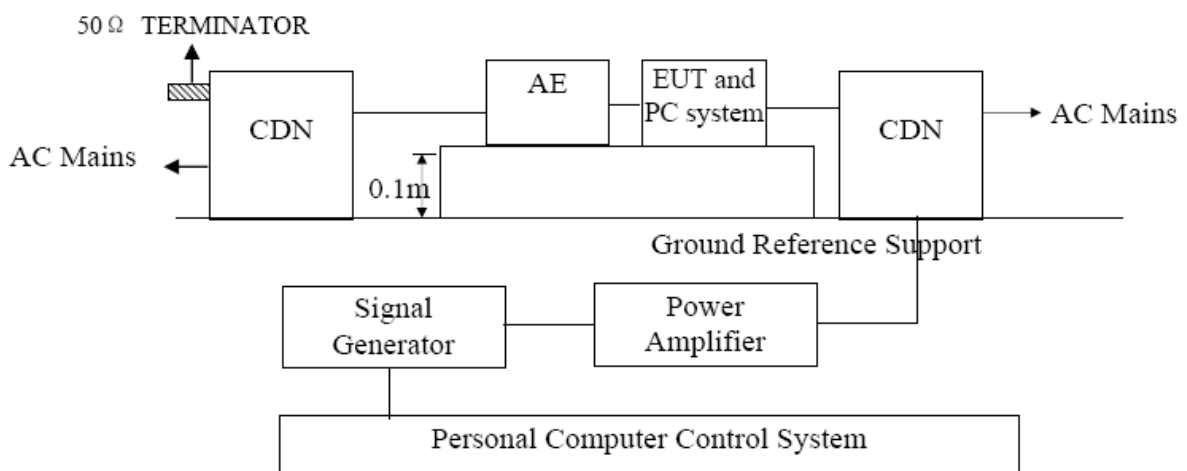 50Ω TERMINATOR
AE
EUT and
PC system
CDN
CDN
AC Mains
AC Mains
0.1m
Ground Reference Support
Signal
Generator
Power
Amplifier
Personal Computer Control System